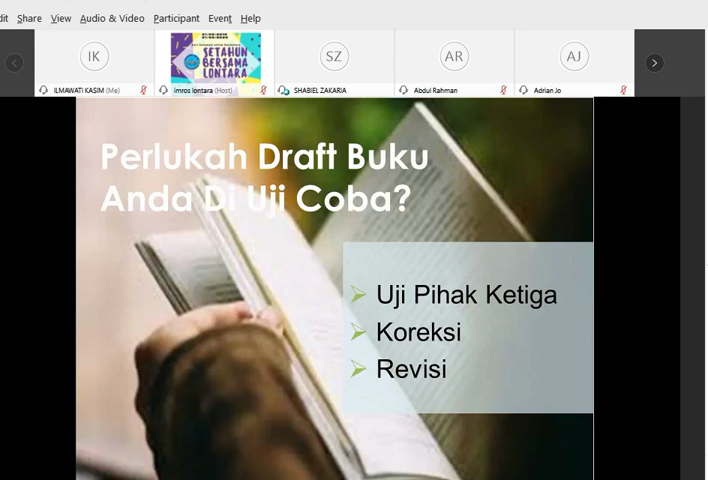 dit Share View Audio & Video Participant Event Help
IK
SETAHUN
BERSAMA
LONTARA
SZ
AR
AJ
ILMAWATI KASIM (Me)
Imros lontara (Host)
SHABIEL ZAKARIA
Abdul Rahman
Adrian Jo
Perlukah Draft Buku
Anda Di Uji Coba?
Uji Pihak Ketiga
Koreksi
Revisi